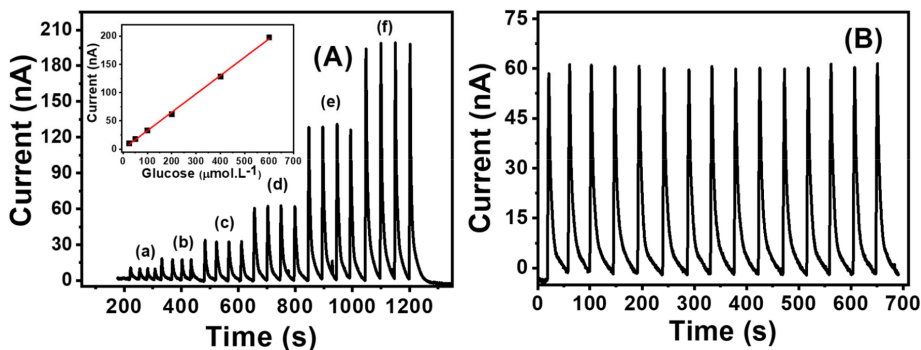 (A)
Current (nA)
210
180
150
120
90
60
30
0
200 400 600 800 1000 1200
Time (s)
(a)
(b)
(c)
(d)
(e)
(f)
Current (nA)
200
150
100
50
0
0 100 200 300 400 500 600 700
Glucose (μmol.L-1)
(B)
Current (nA)
75
60
45
30
15
0
0 100 200 300 400 500 600 700
Time (s)